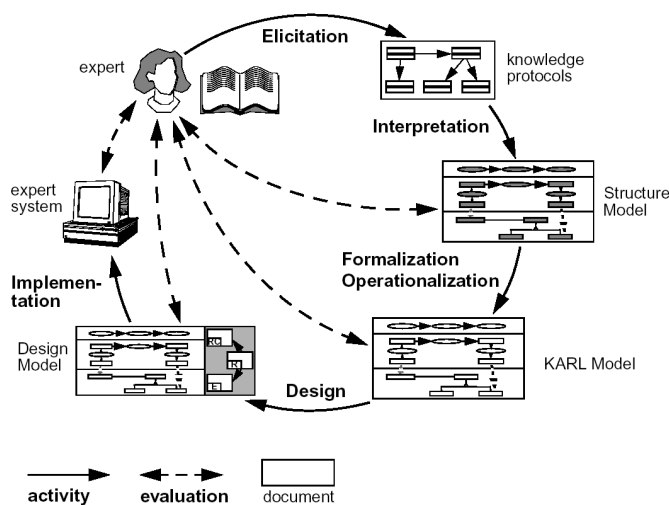 Elicitation
expert
knowledge
protocols
Interpretation
expert
system
Structure
Model
Formalization
Operationalization
Implemen-
tation
Design
Model
RC
R
E
KARL Model
Design
activity
evaluation
document